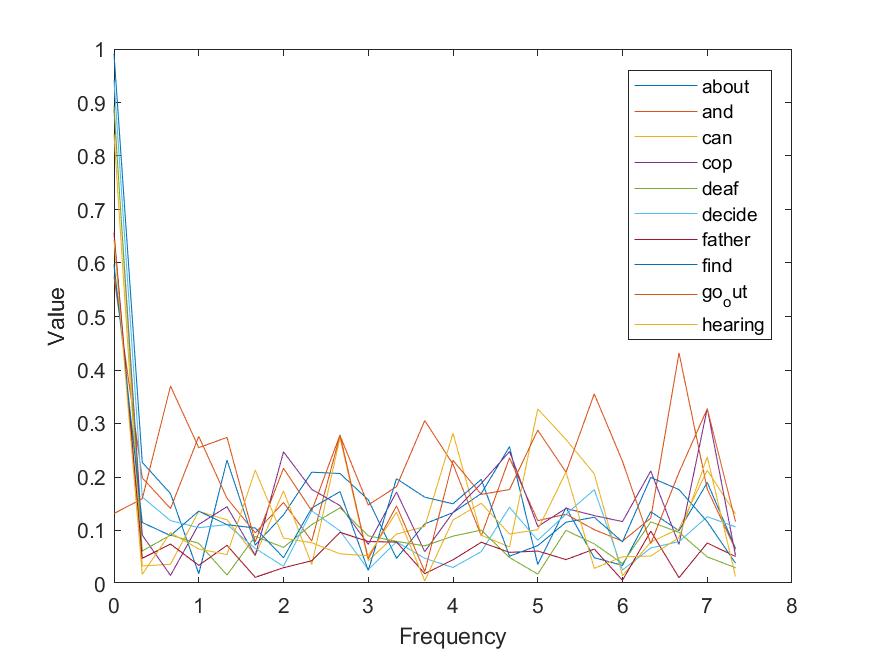 1
0.9
0.8
0.7
0.6
0.5
0.4
0.3
0.2
0.1
0
0 1 2 3 4 5 6 7 8
Value
Frequency
about
and
can
cop
deaf
decide
father
find
go_out
hearing